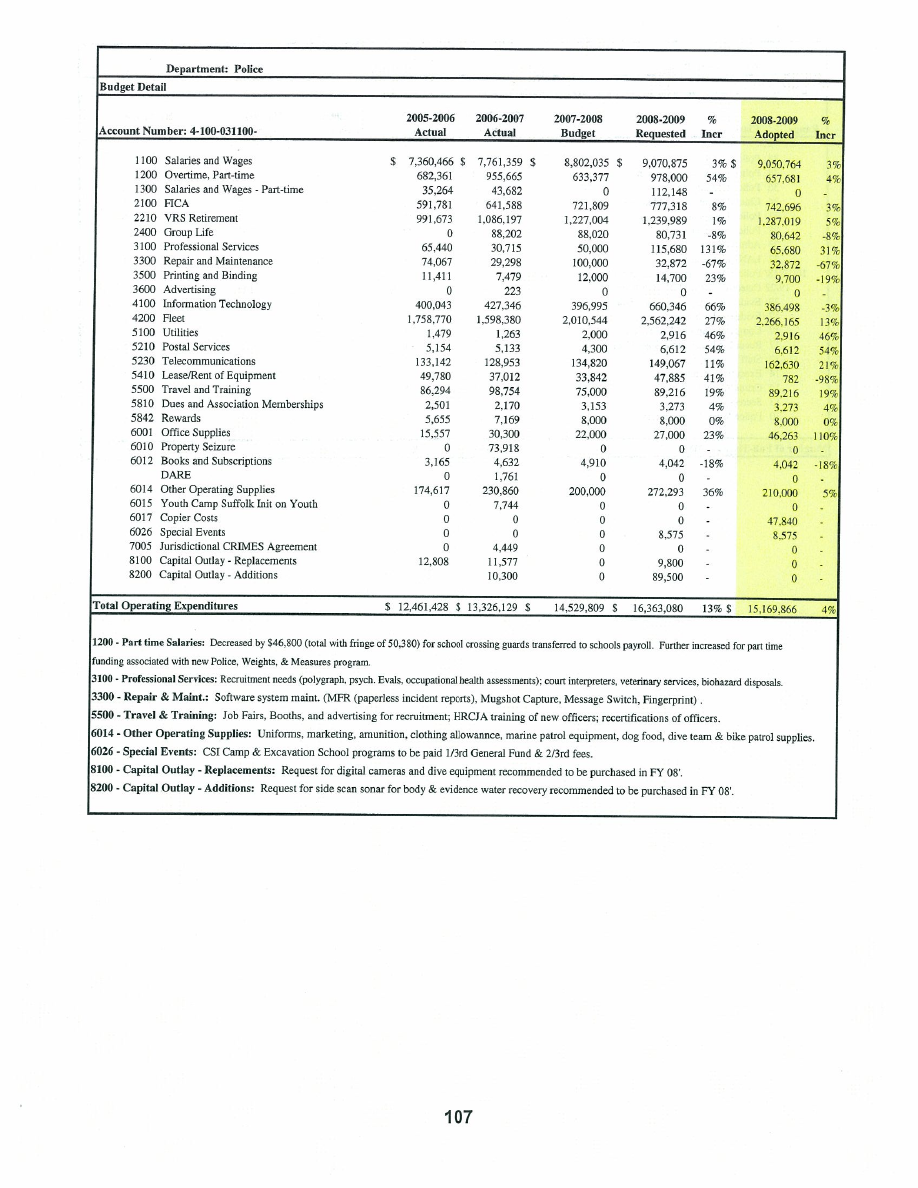 Department: Police
Budget Detail
2005-2006 2006-2007 2007-2008 2008-2009 % 2008-2009 %
Account Number: 4-100-031100- Actual Actual Budget Requested Incr Adopted Incr
1100 Salaries and Wages $ 7,360,466 $ 7,761,359 $ 8,802,035 $ 9,070,875 3% $ 9,050,764 3%
1200 Overtime, Part-time 682,361 955,665 633,377 978,000 54% 657,681 4%
1300 Salaries and Wages - Part-time 35,264 43,682 0 112,148 - 0 -
2100 FICA 591,781 641,588 721,809 777,318 8% 742,696 3%
2210 VRS Retirement 991,673 1,086,197 1,227,004 1,239,989 1% 1,287,019 5%
2400 Group Life 0 88,202 88,020 80,731 -8% 80,642 -8%
3100 Professional Services 65,440 30,715 50,000 115,680 131% 65,680 31%
3300 Repair and Maintenance 74,067 29,298 100,000 32,872 -67% 32,872 -67%
3500 Printing and Binding 11,411 7,479 12,000 14,700 23% 9,700 -19%
3600 Advertising 0 223 0 0 - 0 -
4100 Information Technology 400,043 427,346 396,995 660,346 66% 386,498 -3%
4200 Fleet 1,758,770 1,598,380 2,010,544 2,562,242 27% 2,266,165 13%
5100 Utilities 1,479 1,263 2,000 2,916 46% 2,916 46%
5210 Postal Services 5,154 5,133 4,300 6,612 54% 6,612 54%
5230 Telecommunications 133,142 128,953 134,820 149,067 11% 162,630 21%
5410 Lease/Rent of Equipment 49,780 37,012 33,842 47,885 41% 782 -98%
5500 Travel and Training 86,294 98,754 75,000 89,216 19% 89,216 19%
5810 Dues and Association Memberships 2,501 2,170 3,153 3,273 4% 3,273 4%
5842 Rewards 5,655 7,169 8,000 8,000 0% 8,000 0%
6001 Office Supplies 15,557 30,300 22,000 27,000 23% 46,263 110%
6010 Property Seizure 0 73,918 0 0 - 0 -
6012 Books and Subscriptions 3,165 4,632 4,910 4,042 -18% 4,042 -18%
DARE 0 1,761 0 0 - 0 -
6014 Other Operating Supplies 174,617 230,860 200,000 272,293 36% 210,000 5%
6015 Youth Camp Suffolk Init on Youth 0 7,744 0 0 - 0 -
6017 Copier Costs 0 0 0 0 - 47,840 -
6026 Special Events 0 0 0 8,575 - 8,575 -
7005 Jurisdictional CRIMES Agreement 0 4,449 0 0 - 0 -
8100 Capital Outlay - Replacements 12,808 11,577 0 9,800 - 0 -
8200 Capital Outlay - Additions 10,300 0 89,500 - 0 -
Total Operating Expenditures $ 12,461,428 $ 13,326,129 $ 14,529,809 $ 16,363,080 13% $ 15,169,866 4%
1200 - Part time Salaries: Decreased by $46,800 (total with fringe of 50,380) for school crossing guards transferred to schools payroll. Further increased for part time
funding associated with new Police, Weights, & Measures program.
3100 - Professional Services: Recruitment needs (polygraph, psych. Evals, occupational health assessments); court interpreters, veterinary services, biohazard disposals.
3300 - Repair & Maint.: Software system maint. (MFR (paperless incident reports), Mugshot Capture, Message Switch, Fingerprint) .
5500 - Travel & Training: Job Fairs, Booths, and advertising for recruitment; HRCJA training of new officers; recertifications of officers.
6014 - Other Operating Supplies: Uniforms, marketing, amunition, clothing allowannce, marine patrol equipment, dog food, dive team & bike patrol supplies.
6026 - Special Events: CSI Camp & Excavation School programs to be paid 1/3rd General Fund & 2/3rd fees.
8100 - Capital Outlay - Replacements: Request for digital cameras and dive equipment recommended to be purchased in FY 08'.
8200 - Capital Outlay - Additions: Request for side scan sonar for body & evidence water recovery recommended to be purchased in FY 08'.
107